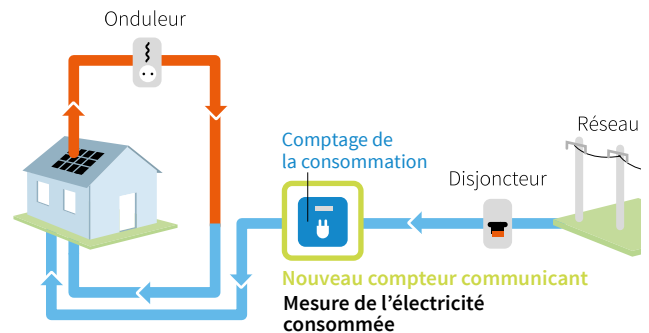 Onduleur
Réseau
Comptage de
la consommation
Disjoncteur
Nouveau compteur communicant
Mesure de l'électricité
consommée